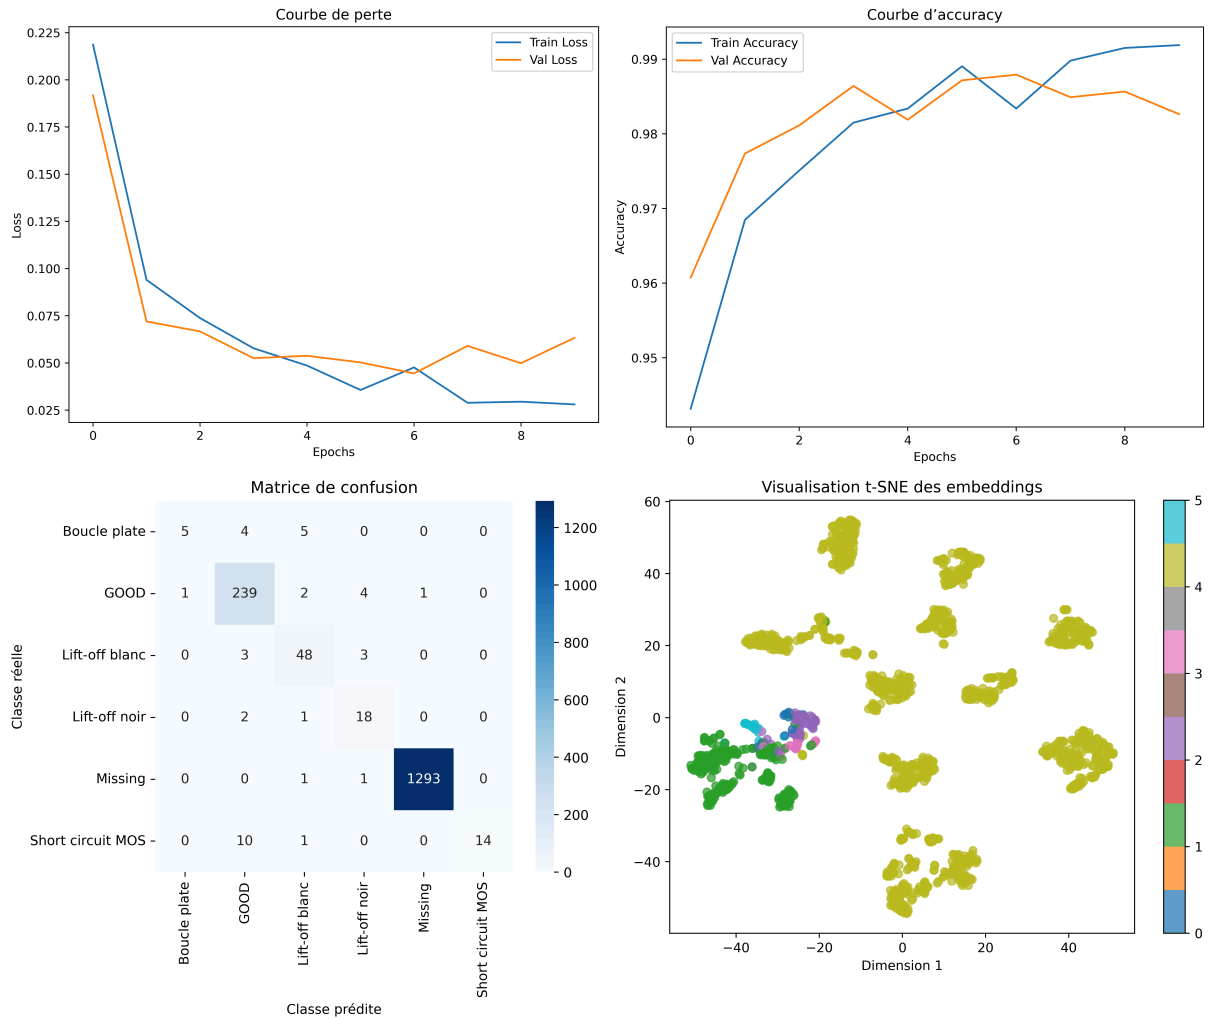 Courbe de perte
0.225
0.200
0.175
0.150
0.125
0.100
0.075
0.050
0.025
Loss
0 2 4 6 8
Epochs
Train Loss
Val Loss
Courbe d’accuracy
0.99
0.98
0.97
0.96
0.95
Accuracy
0 2 4 6 8
Epochs
Train Accuracy
Val Accuracy
Matrice de confusion
Classe réelle
Boucle plate 5 4 5 0 0 0
GOOD 1 239 2 4 1 0
Lift-off blanc 0 3 48 3 0 0
Lift-off noir 0 2 1 18 0 0
Missing 0 0 1 1 1293 0
Short circuit MOS 0 10 1 0 0 14
Boucle plate
GOOD
Lift-off blanc
Lift-off noir
Missing
Short circuit MOS
Classe prédite
1200
1000
800
600
400
200
0
Visualisation t-SNE des embeddings
60
40
20
0
−20
−40
Dimension 2
−40 −20 0 20 40
Dimension 1
5
4
3
2
1
0